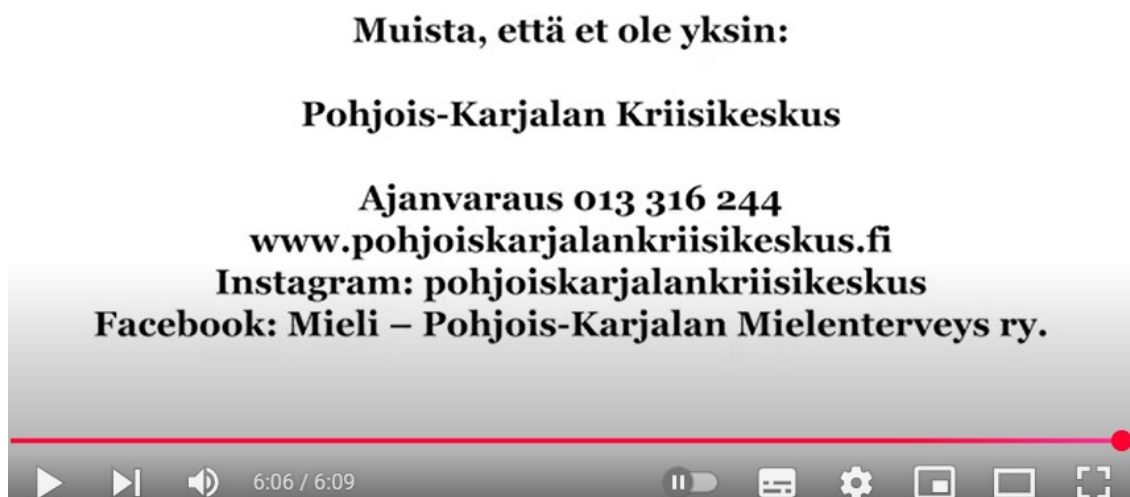 Muista, että et ole yksin:
Pohjois-Karjalan Kriisikeskus
Ajanvaraus 013 316 244
www.pohjoiskarjalankriisikeskus.fi
Instagram: pohjoiskarjalankriisikeskus
Facebook: Mieli – Pohjois-Karjalan Mielenterveys ry.
6:06 / 6:09